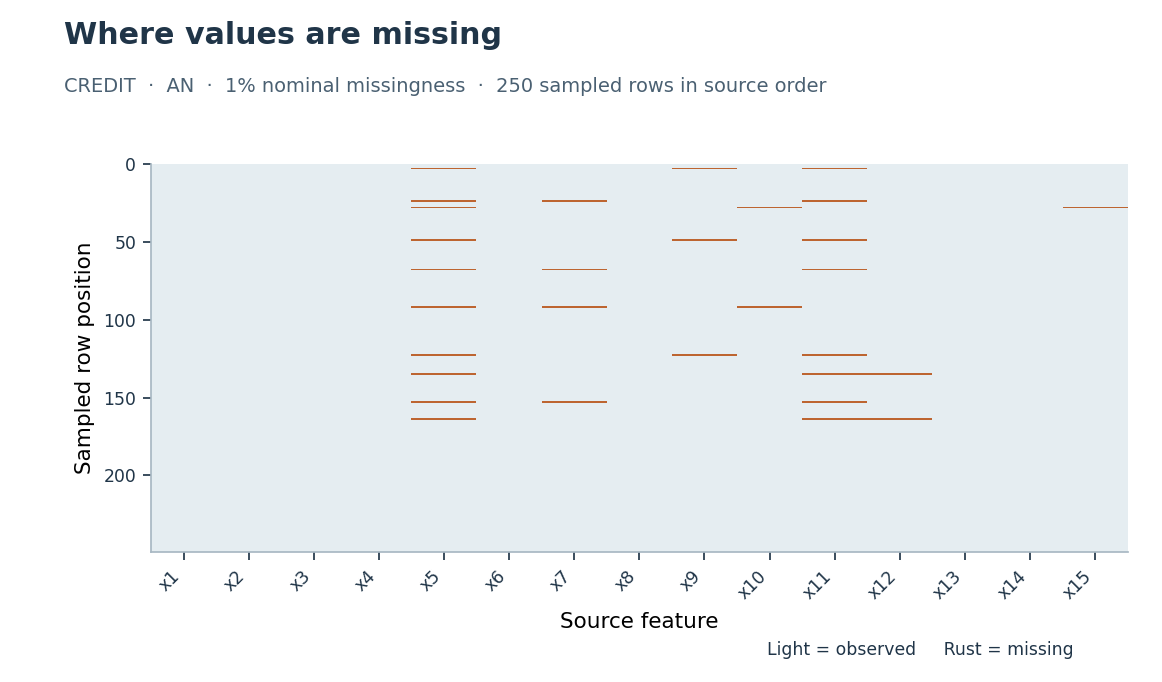 Where values are missing
CREDIT · AN · 1% nominal missingness · 250 sampled rows in source order
0
50
100
150
200
Sampled row position
x1 x2 x3 x4 x5 x6 x7 x8 x9 x10 x11 x12 x13 x14 x15
Source feature
Light = observed Rust = missing